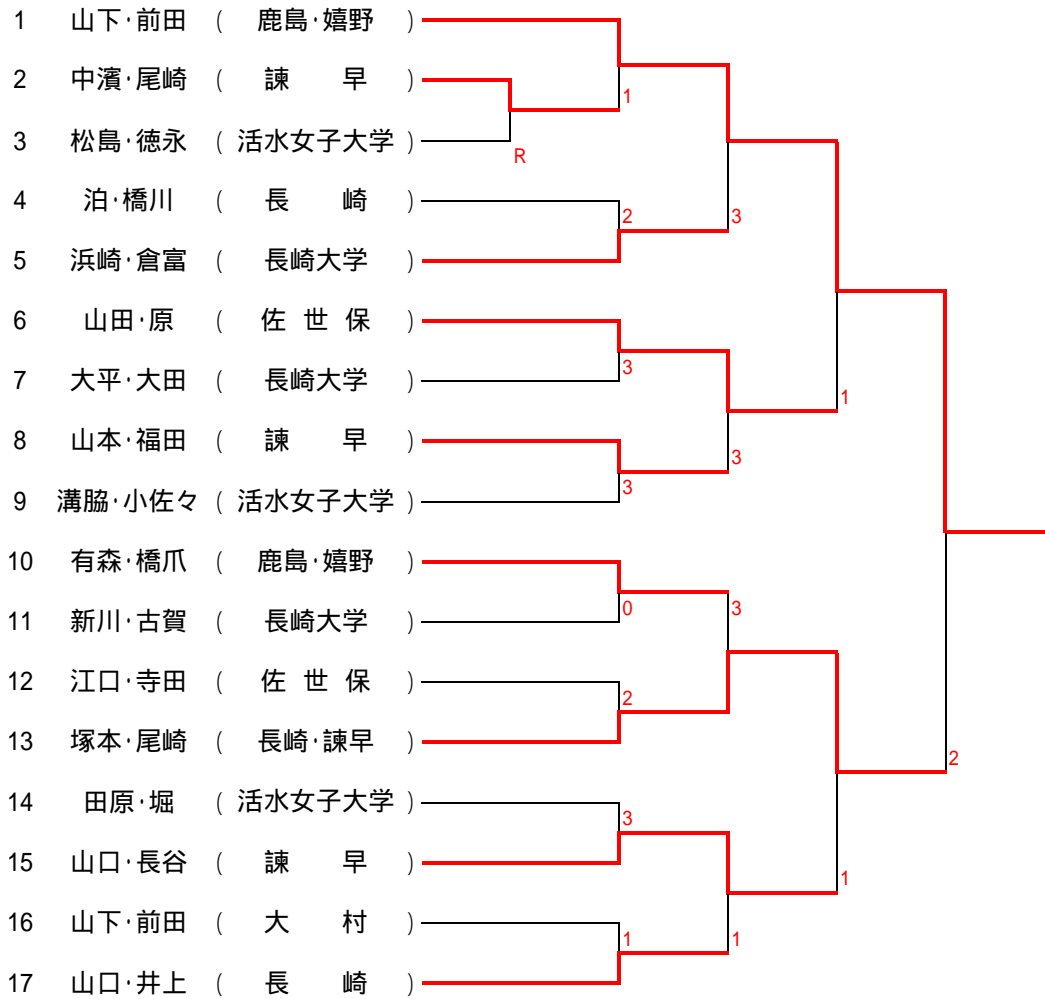 1 山下・前田 ( 鹿島・嬉野 )
2 中濱・尾崎 ( 諫 早 )
1
3 松島・徳永 ( 活水女子大学 )
R
4 泊・橋川 ( 長 崎 )
2 3
5 浜崎・倉富 ( 長崎大学 )
6 山田・原 ( 佐 世 保 )
3
7 大平・大田 ( 長崎大学 )
1
8 山本・福田 ( 諫 早 )
3
3
9 溝脇・小佐々 ( 活水女子大学 )
10 有森・橋爪 ( 鹿島・嬉野 )
0 3
11 新川・古賀 ( 長崎大学 )
12 江口・寺田 ( 佐 世 保 )
2
13 塚本・尾崎 ( 長崎・諫早 )
2
14 田原・堀 ( 活水女子大学 )
3
15 山口・長谷 ( 諫 早 )
1
16 山下・前田 ( 大 村 )
1 1
17 山口・井上 ( 長 崎 )